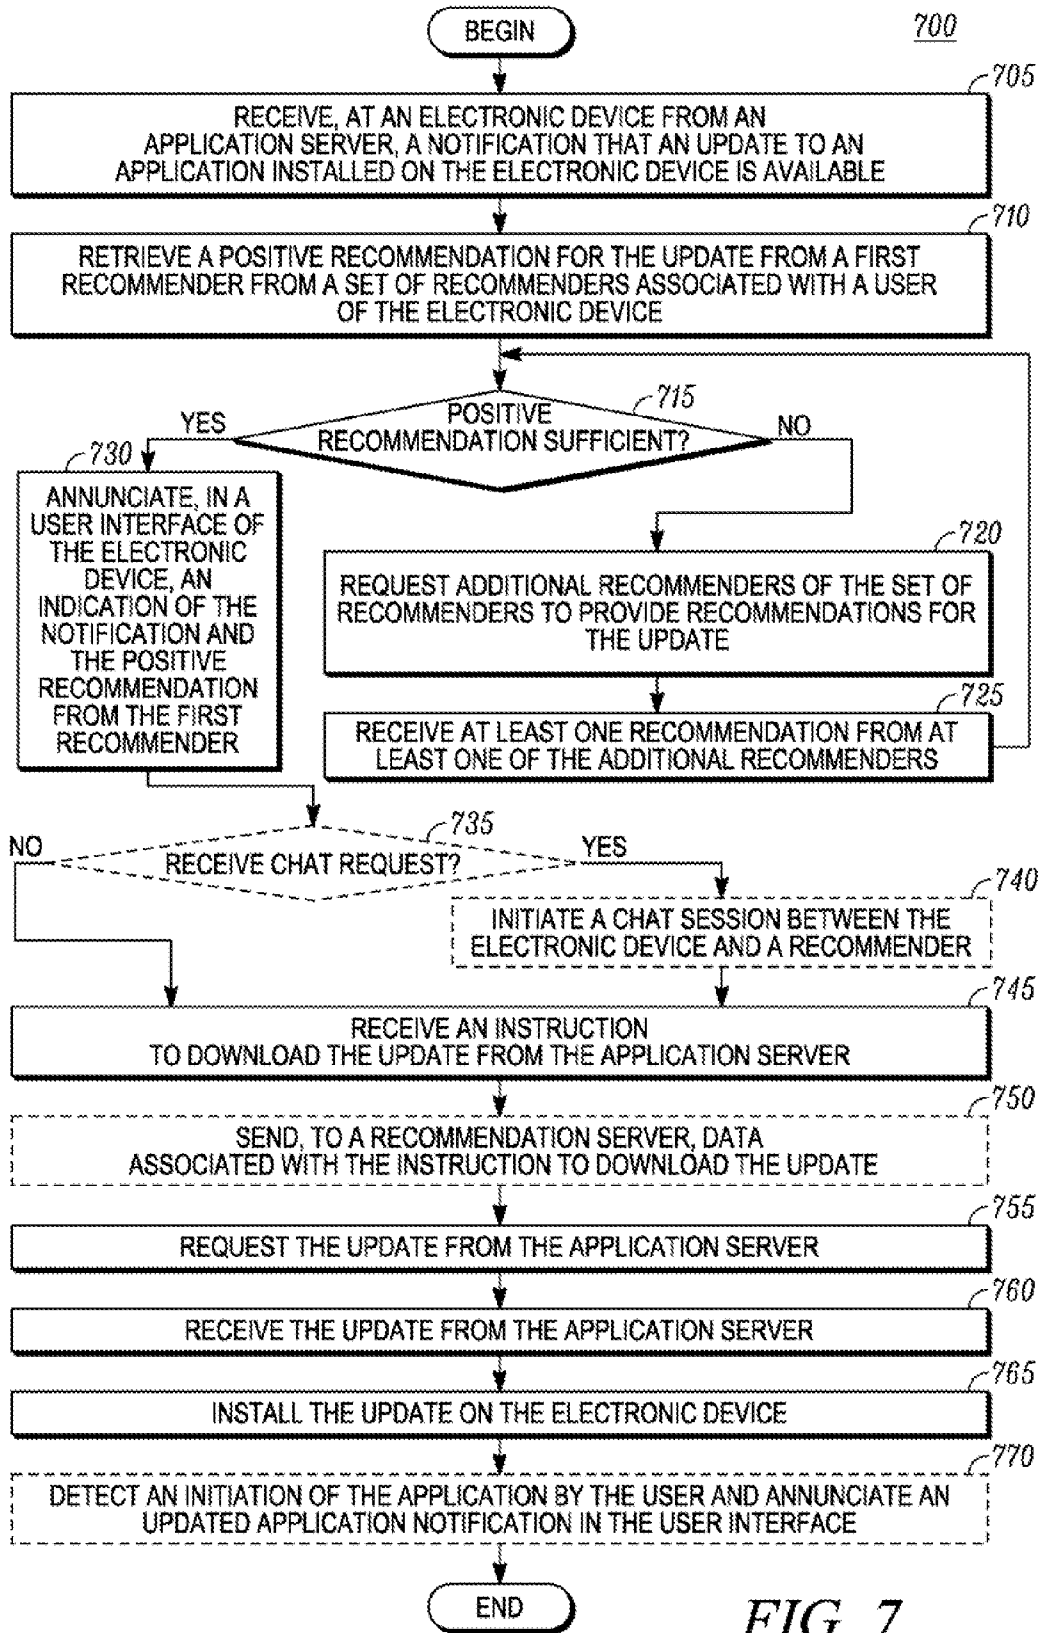 BEGIN
700
705
RECEIVE, AT AN ELECTRONIC DEVICE FROM AN
APPLICATION SERVER, A NOTIFICATION THAT AN UPDATE TO AN
APPLICATION INSTALLED ON THE ELECTRONIC DEVICE IS AVAILABLE
710
RETRIEVE A POSITIVE RECOMMENDATION FOR THE UPDATE FROM A FIRST
RECOMMENDER FROM A SET OF RECOMMENDERS ASSOCIATED WITH A USER
OF THE ELECTRONIC DEVICE
715
POSITIVE
RECOMMENDATION SUFFICIENT?
YES
NO
730
ANNUNCIATE, IN A
USER INTERFACE OF
THE ELECTRONIC
DEVICE, AN
INDICATION OF THE
NOTIFICATION AND
THE POSITIVE
RECOMMENDATION
FROM THE FIRST
RECOMMENDER
720
REQUEST ADDITIONAL RECOMMENDERS OF THE SET OF
RECOMMENDERS TO PROVIDE RECOMMENDATIONS FOR
THE UPDATE
725
RECEIVE AT LEAST ONE RECOMMENDATION FROM AT
LEAST ONE OF THE ADDITIONAL RECOMMENDERS
735
NO
RECEIVE CHAT REQUEST?
YES
740
INITIATE A CHAT SESSION BETWEEN THE
ELECTRONIC DEVICE AND A RECOMMENDER
745
RECEIVE AN INSTRUCTION
TO DOWNLOAD THE UPDATE FROM THE APPLICATION SERVER
750
SEND, TO A RECOMMENDATION SERVER, DATA
ASSOCIATED WITH THE INSTRUCTION TO DOWNLOAD THE UPDATE
755
REQUEST THE UPDATE FROM THE APPLICATION SERVER
760
RECEIVE THE UPDATE FROM THE APPLICATION SERVER
765
INSTALL THE UPDATE ON THE ELECTRONIC DEVICE
770
DETECT AN INITIATION OF THE APPLICATION BY THE USER AND ANNUNCIATE AN
UPDATED APPLICATION NOTIFICATION IN THE USER INTERFACE
END
FIG. 7